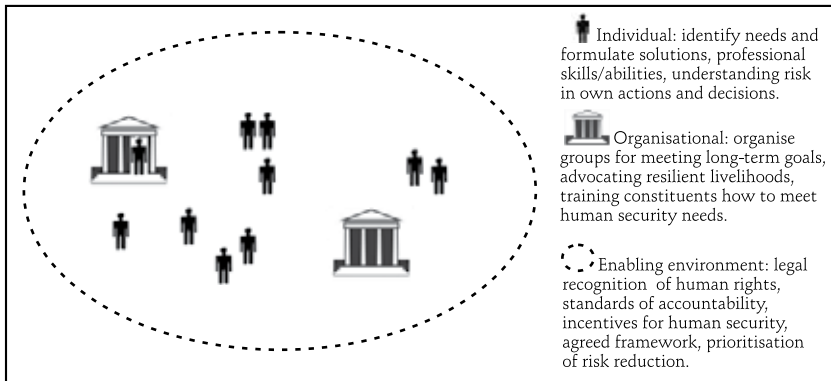 Individual: identify needs and
formulate solutions, professional
skills/abilities, understanding risk
in own actions and decisions.
Organisational: organise
groups for meeting long-term goals,
advocating resilient livelihoods,
training constituents how to meet
human security needs.
Enabling environment: legal
recognition of human rights,
standards of accountability,
incentives for human security,
agreed framework, prioritisation
of risk reduction.